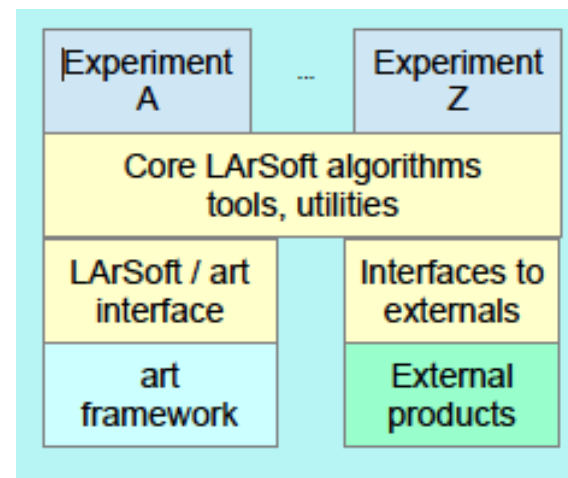 Experiment
A
...
Experiment
Z
Core LArSoft algorithms
tools, utilities
LArSoft / art
interface
Interfaces to
externals
art
framework
External
products